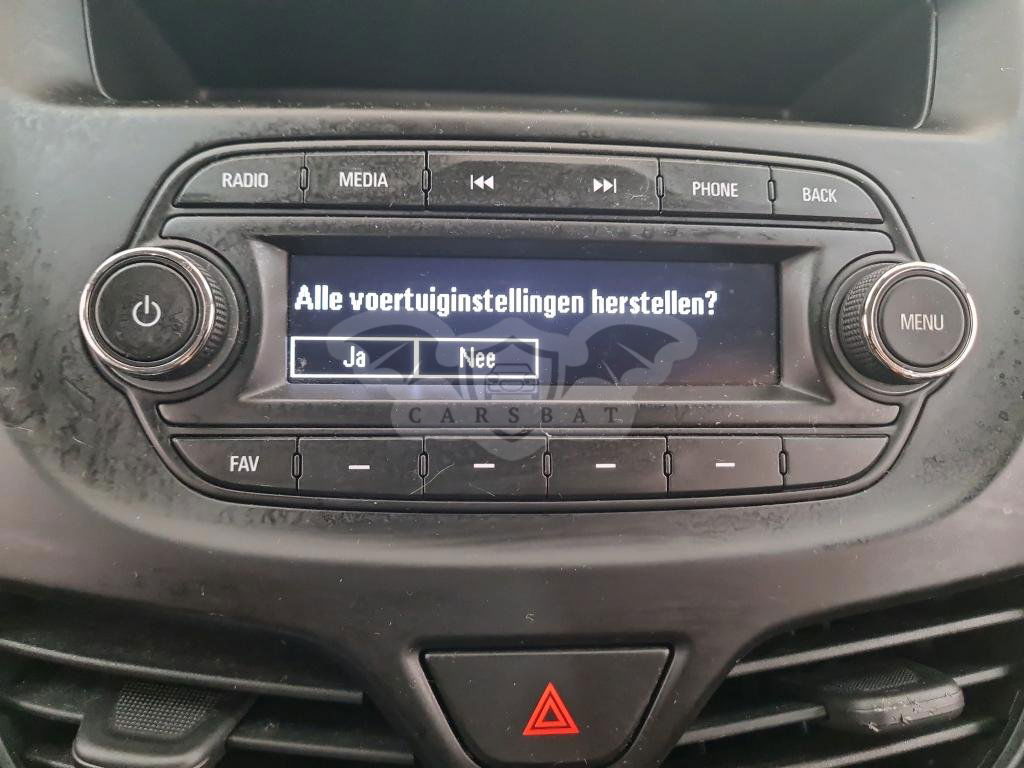 RADIO MEDIA PHONE BACK
Alle voertuiginstellingen herstellen?
MENU
Ja Nee
CARSBAT
FAV